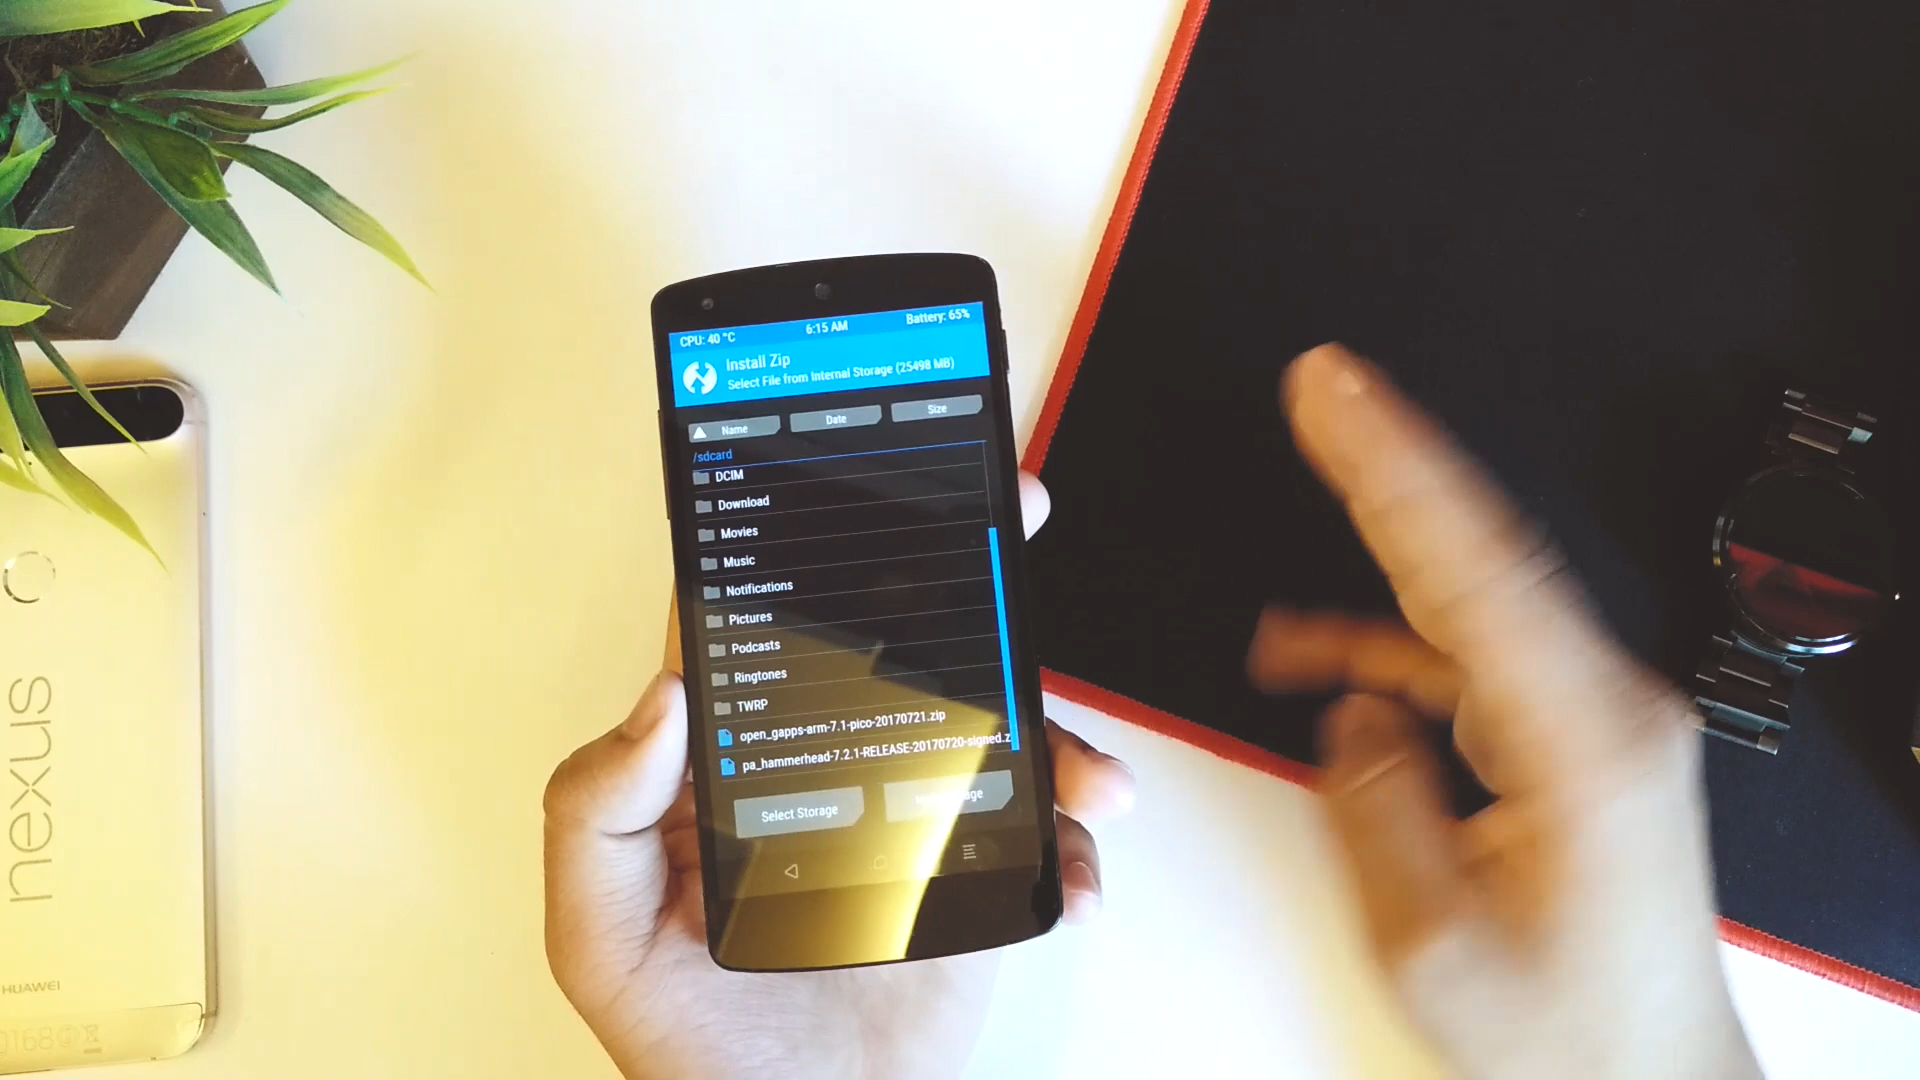 CPU: 40 °C 6:15 AM Battery: 65%
Install Zip
Select File from Internal Storage (25498 MB)
Name Date Size
/sdcard
DCIM
Download
Movies
Music
Notifications
Pictures
Podcasts
Ringtones
TWRP
open_gapps-arm-7.1-pico-20170721.zip
pa_hammerhead-7.2.1-RELEASE-20170720-signed.z
Select Storage
nexus
HUAWEI